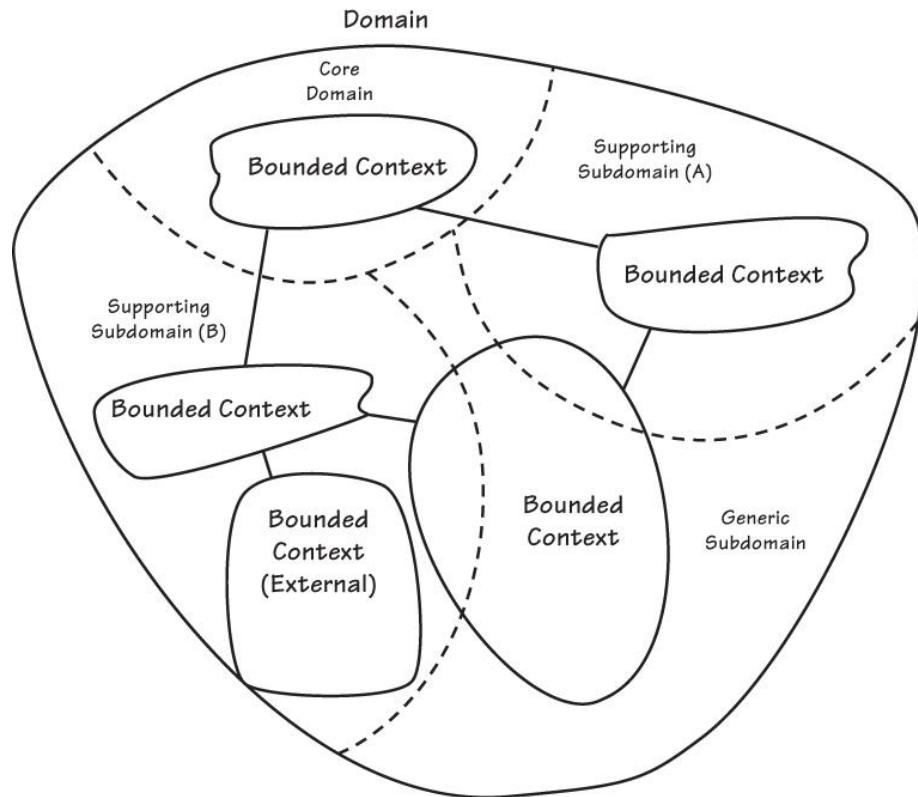 Domain
Core
Domain
Bounded Context
Supporting
Subdomain (A)
Bounded Context
Supporting
Subdomain (B)
Bounded Context
Bounded
Context
(External)
Bounded
Context
Generic
Subdomain